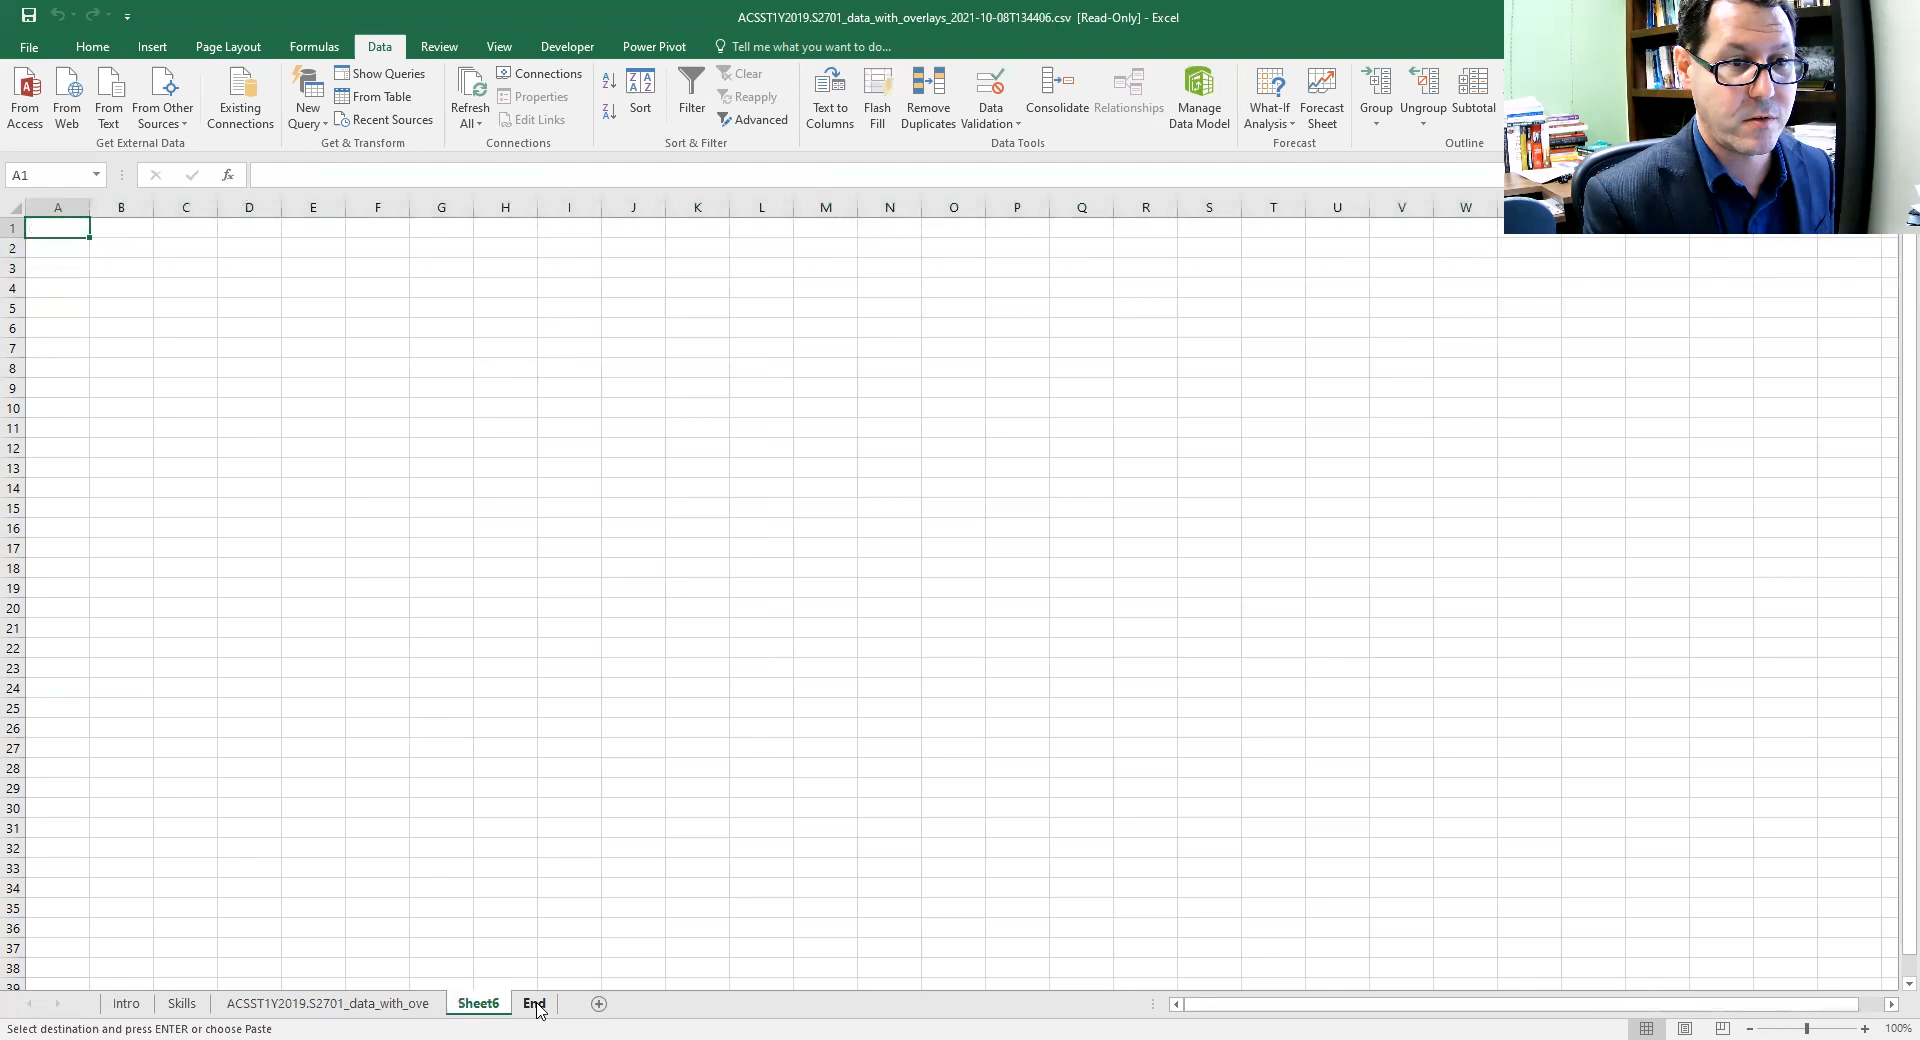 ACSST1Y2019.S2701_data_with_overlays_2021-10-08T134406.csv [Read-Only] - Excel
File Home Insert Page Layout Formulas Data Review View Developer Power Pivot Tell me what you want to do...
From Access
From Web
From Text
From Other Sources
Existing Connections
Get External Data
New Query
Show Queries
From Table
Recent Sources
Get & Transform
Refresh All
Connections
Properties
Edit Links
Connections
Sort
Filter
Clear
Reapply
Advanced
Sort & Filter
Text to Columns
Flash Fill
Remove Duplicates
Data Validation
Consolidate
Relationships
Manage Data Model
Data Tools
What-If Analysis
Forecast Sheet
Forecast
Group
Ungroup
Subtotal
Outline
A1 fx
A B C D E F G H I J K L M N O P Q R S T U V W
1
2
3
4
5
6
7
8
9
10
11
12
13
14
15
16
17
18
19
20
21
22
23
24
25
26
27
28
29
30
31
32
33
34
35
36
37
38
39
Intro Skills ACSST1Y2019.S2701_data_with_ove Sheet6 End
Select destination and press ENTER or choose Paste 100%